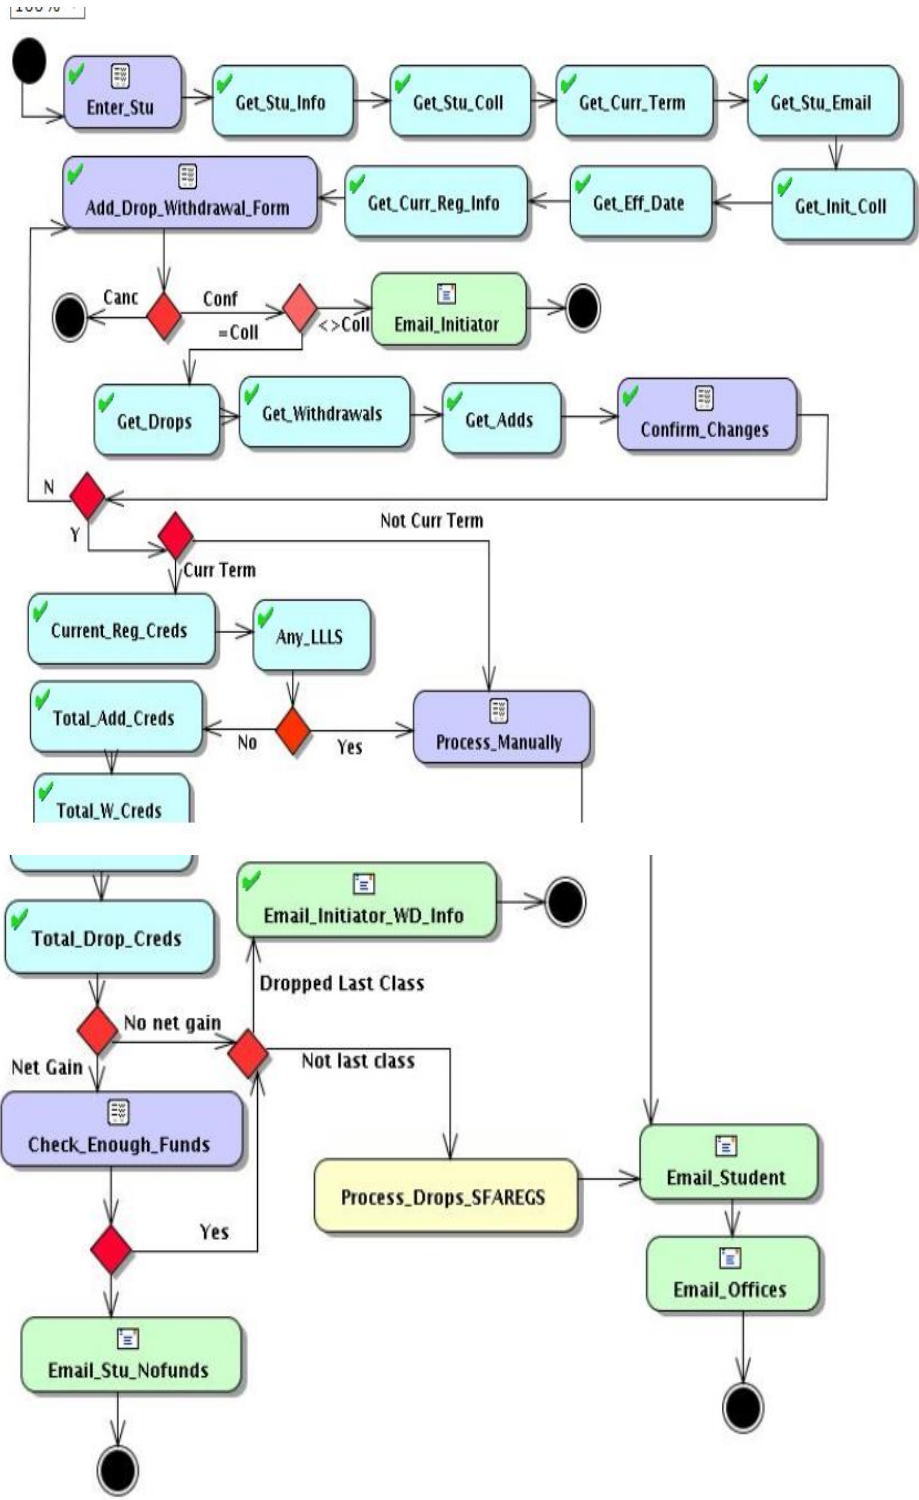 100%
Enter_Stu
Get_Stu_Info
Get_Stu_Coll
Get_Curr_Term
Get_Stu_Email
Add_Drop_Withdrawal_Form
Get_Curr_Reg_Info
Get_Eff_Date
Get_Init_Coll
Canc
Conf
=Coll
<>Coll
Email_Initiator
Get_Drops
Get_Withdrawals
Get_Adds
Confirm_Changes
N
Y
Not Curr Term
Curr Term
Current_Reg_Creds
Any_LLLS
Total_Add_Creds
No
Yes
Process_Manually
Total_W_Creds
Email_Initiator_WD_Info
Total_Drop_Creds
Dropped Last Class
No net gain
Not last class
Net Gain
Check_Enough_Funds
Email_Student
Process_Drops_SFAREGS
Yes
Email_Offices
Email_Stu_Nofunds